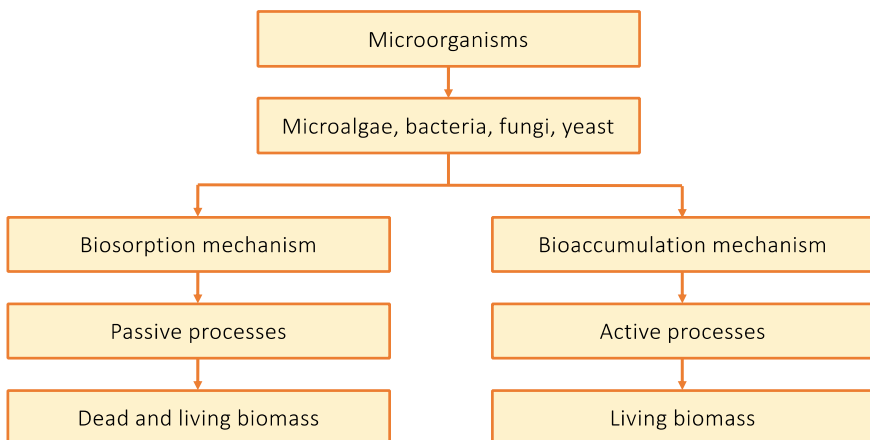 Microorganisms
Microalgae, bacteria, fungi, yeast
Biosorption mechanism
Bioaccumulation mechanism
Passive processes
Active processes
Dead and living biomass
Living biomass